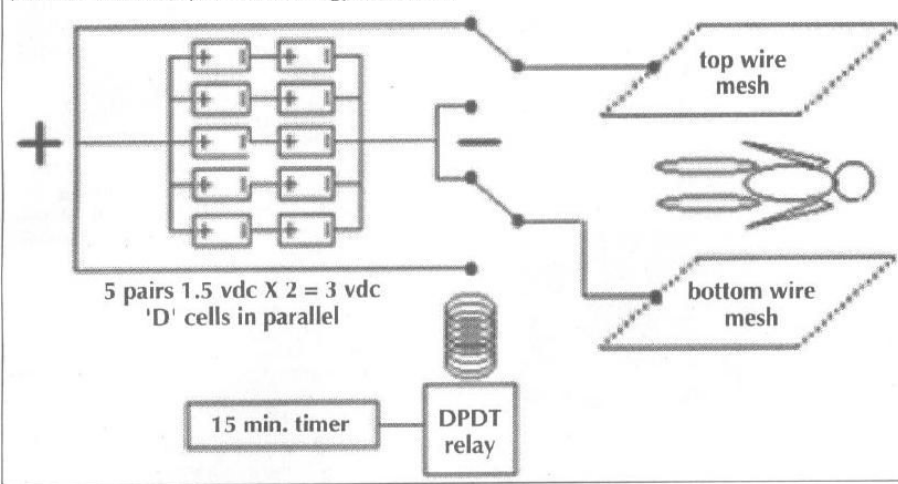 top wire
mesh
+
−
5 pairs 1.5 vdc X 2 = 3 vdc
'D' cells in parallel
bottom wire
mesh
15 min. timer
DPDT
relay